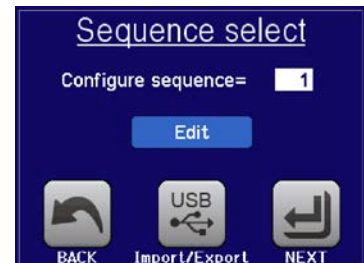 Sequence select
Configure sequence= 1
Edit
USB
BACK Import/Export NEXT